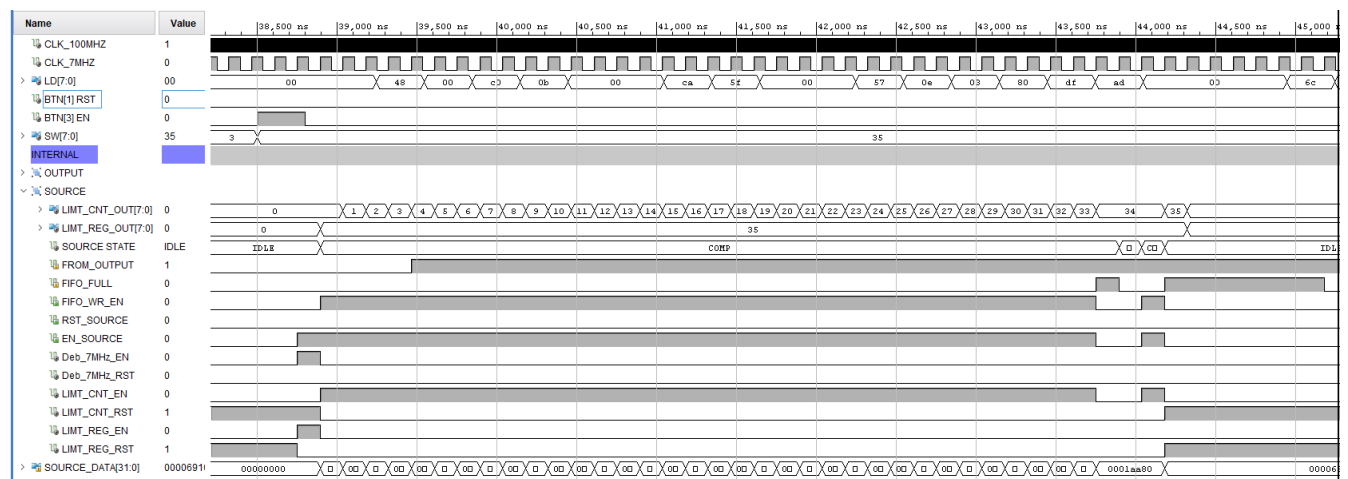 Name Value 38,500 ns 39,000 ns 39,500 ns 40,000 ns 40,500 ns 41,000 ns 41,500 ns 42,000 ns 42,500 ns 43,000 ns 43,500 ns 44,000 ns 44,500 ns 45,000
CLK_100MHZ 1
CLK_7MHZ 0
LD[7:0] 00 00 48 00 c0 0b 00 ca 5f 00 57 0e 03 80 df ad 00 6c
BTN[1] RST 0
BTN[3] EN 0
SW[7:0] 35 3 35
INTERNAL
OUTPUT
SOURCE
LIMT_CNT_OUT[7:0] 0 0 1 2 3 4 5 6 7 8 9 10 11 12 13 14 15 16 17 18 19 20 21 22 23 24 25 26 27 28 29 30 31 32 33 34 35
LIMT_REG_OUT[7:0] 0 0 35
SOURCE STATE IDLE IDLE COMP IDL
FROM_OUTPUT 1
FIFO_FULL 0
FIFO_WR_EN 0
RST_SOURCE 0
EN_SOURCE 0
Deb_7MHz_EN 0
Deb_7MHz_RST 0
LIMT_CNT_EN 0
LIMT_CNT_RST 1
LIMT_REG_EN 0
LIMT_REG_RST 1
SOURCE_DATA[31:0] 00000000 0001aa80